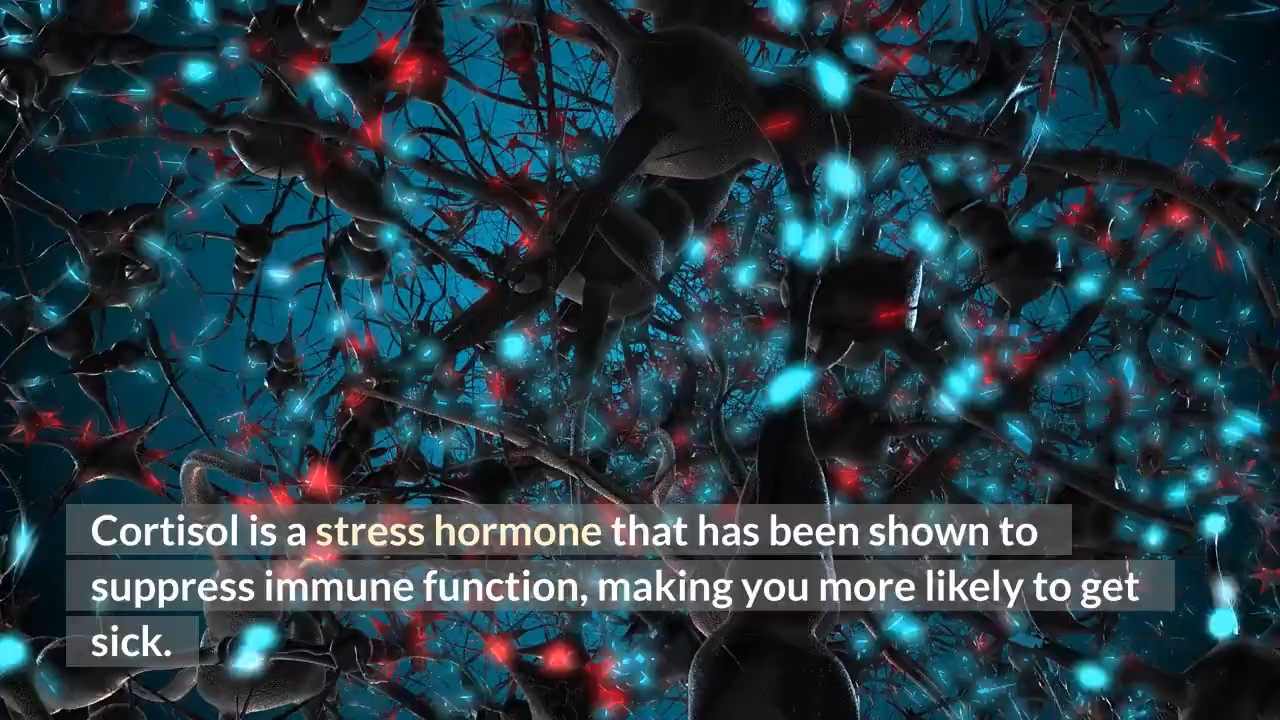 Cortisol is a stress hormone that has been shown to
suppress immune function, making you more likely to get
sick.